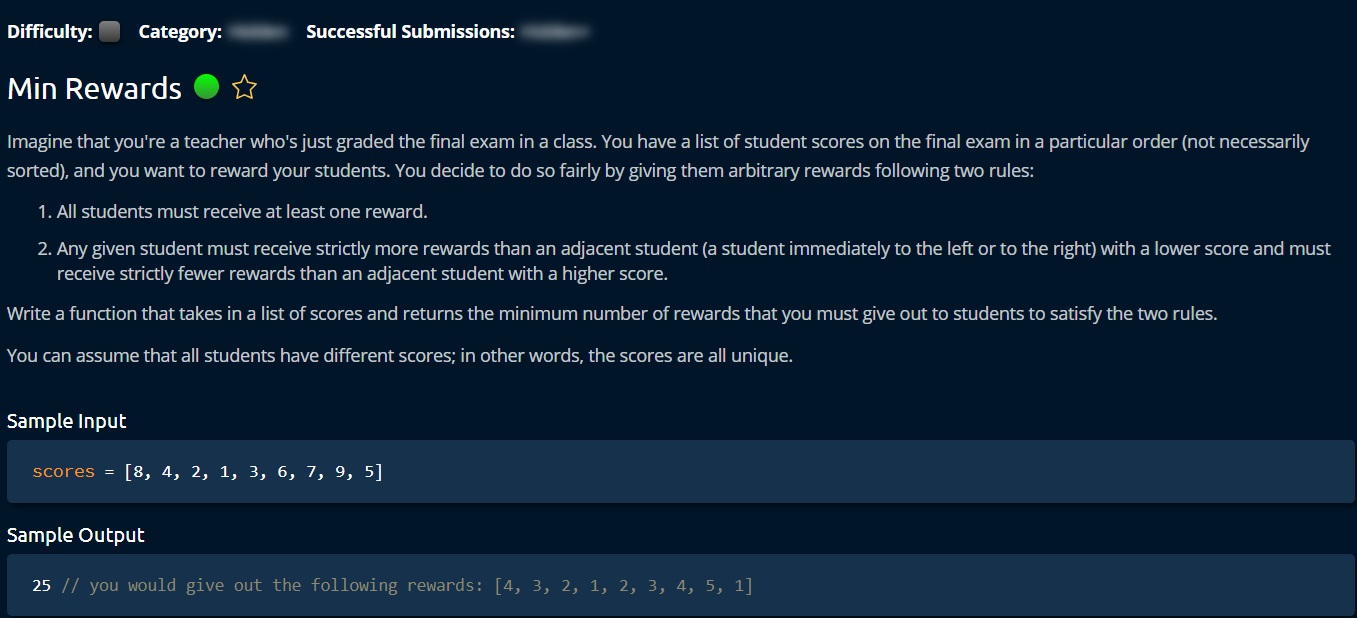 Difficulty: Category: Successful Submissions:
Min Rewards
Imagine that you're a teacher who's just graded the final exam in a class. You have a list of student scores on the final exam in a particular order (not necessarily
sorted), and you want to reward your students. You decide to do so fairly by giving them arbitrary rewards following two rules:
1. All students must receive at least one reward.
2. Any given student must receive strictly more rewards than an adjacent student (a student immediately to the left or to the right) with a lower score and must
receive strictly fewer rewards than an adjacent student with a higher score.
Write a function that takes in a list of scores and returns the minimum number of rewards that you must give out to students to satisfy the two rules.
You can assume that all students have different scores; in other words, the scores are all unique.
Sample Input
scores = [8, 4, 2, 1, 3, 6, 7, 9, 5]
Sample Output
25 // you would give out the following rewards: [4, 3, 2, 1, 2, 3, 4, 5, 1]